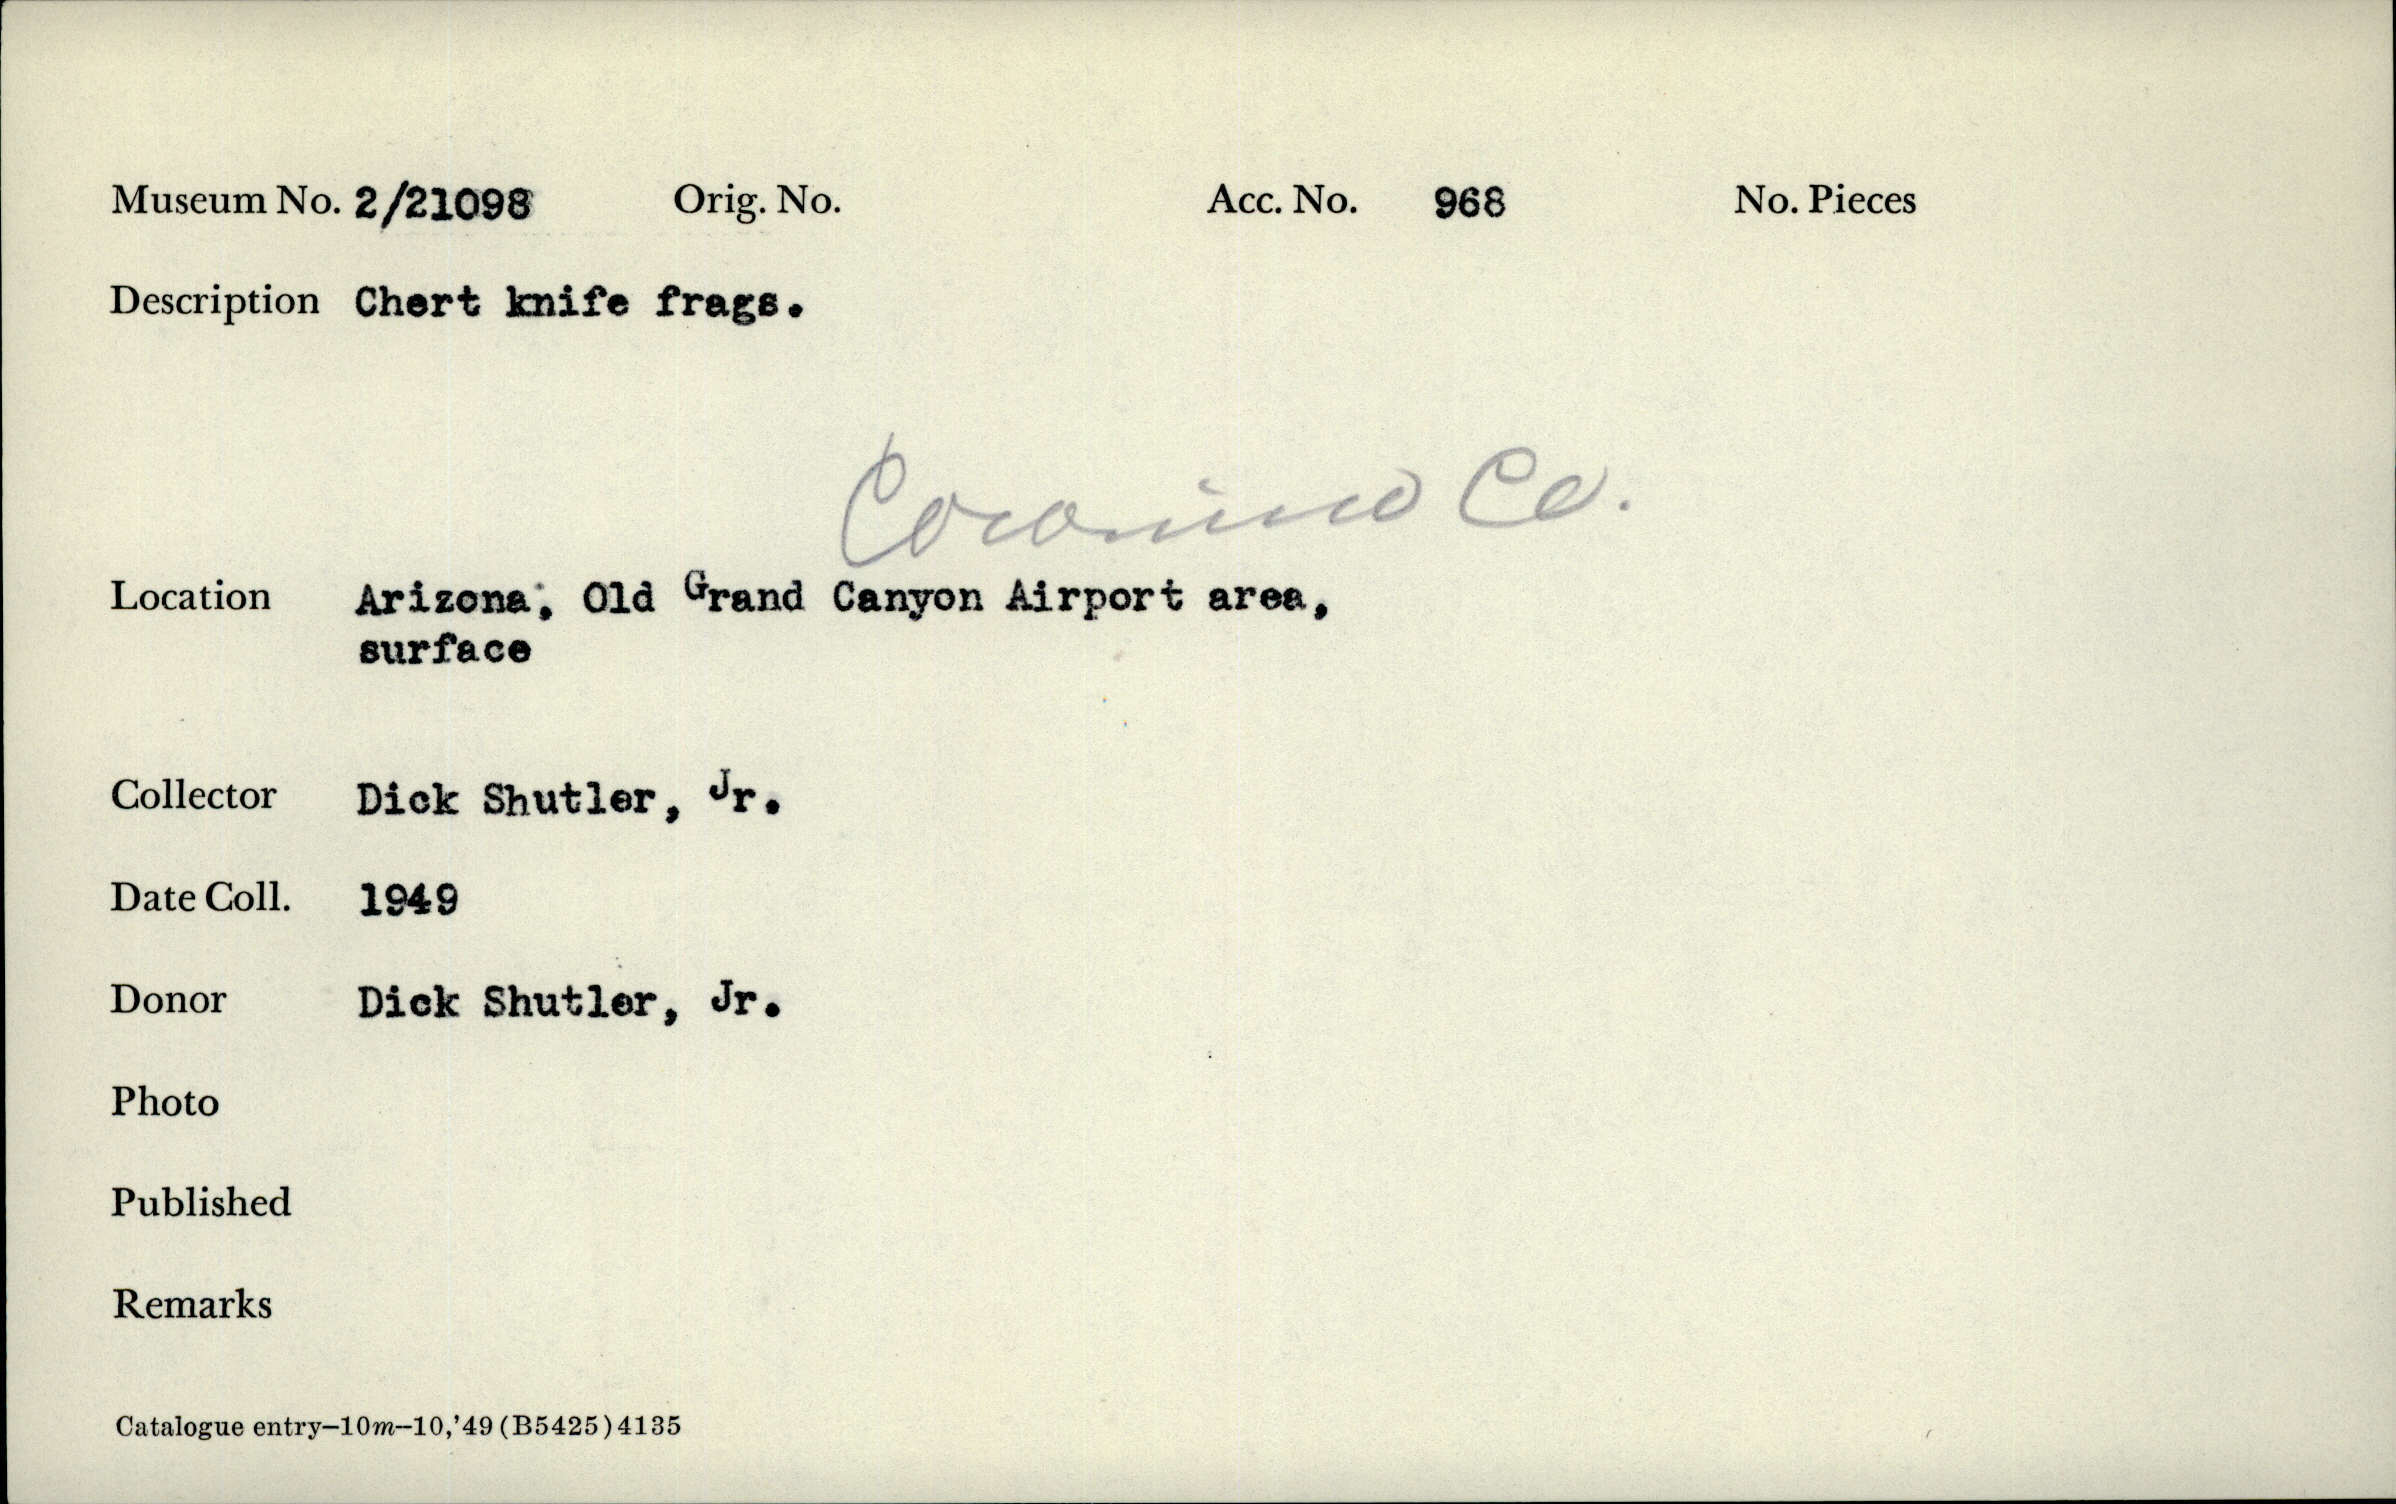 Museum No. 2/21098 Orig. No. Acc. No. 968 No. Pieces
Description Chert knife frags.
Coconino Co.
Location Arizona; Old Grand Canyon Airport area,
surface
Collector Dick Shutler, Jr.
Date Coll. 1949
Donor Dick Shutler, Jr.
Photo
Published
Remarks
Catalogue entry—10m—10,'49 (B5425) 4135